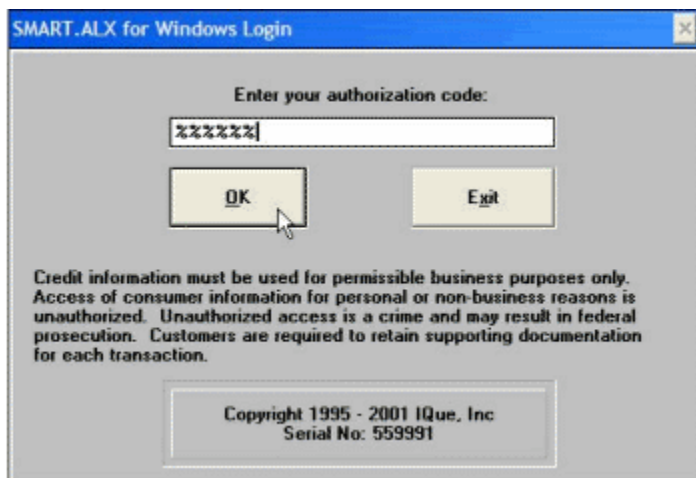 SMART.ALX for Windows Login
Enter your authorization code:
%%%%%%
OK Exit
Credit information must be used for permissible business purposes only.
Access of consumer information for personal or non-business reasons is
unauthorized. Unauthorized access is a crime and may result in federal
prosecution. Customers are required to retain supporting documentation
for each transaction.
Copyright 1995 - 2001 IQue, Inc
Serial No: 559991